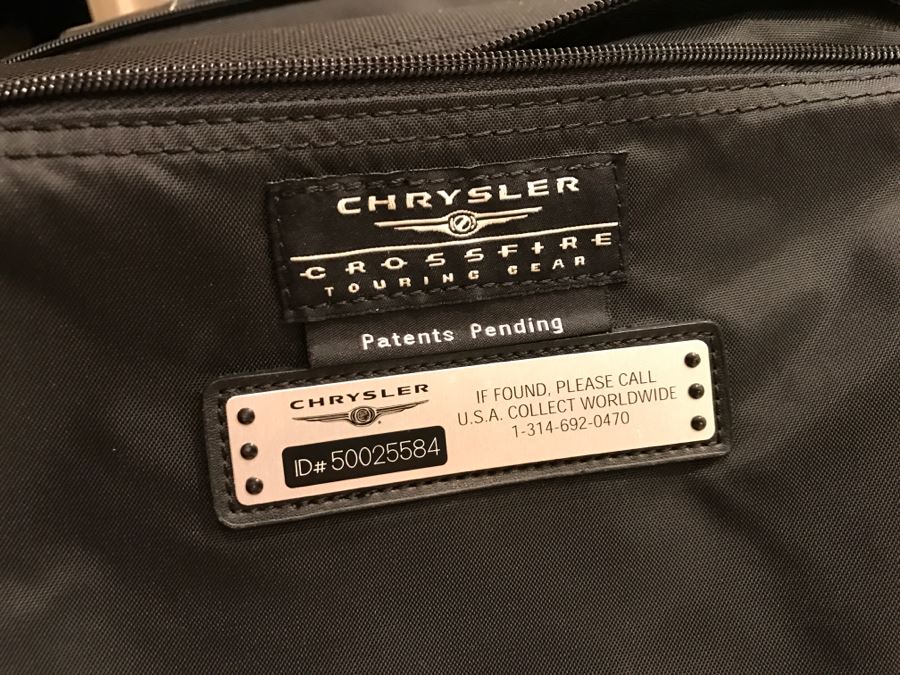 CHRYSLER
CROSSFIRE
TOURING GEAR
Patents Pending
CHRYSLER
ID# 50025584
IF FOUND, PLEASE CALL
U.S.A. COLLECT WORLDWIDE
1-314-692-0470